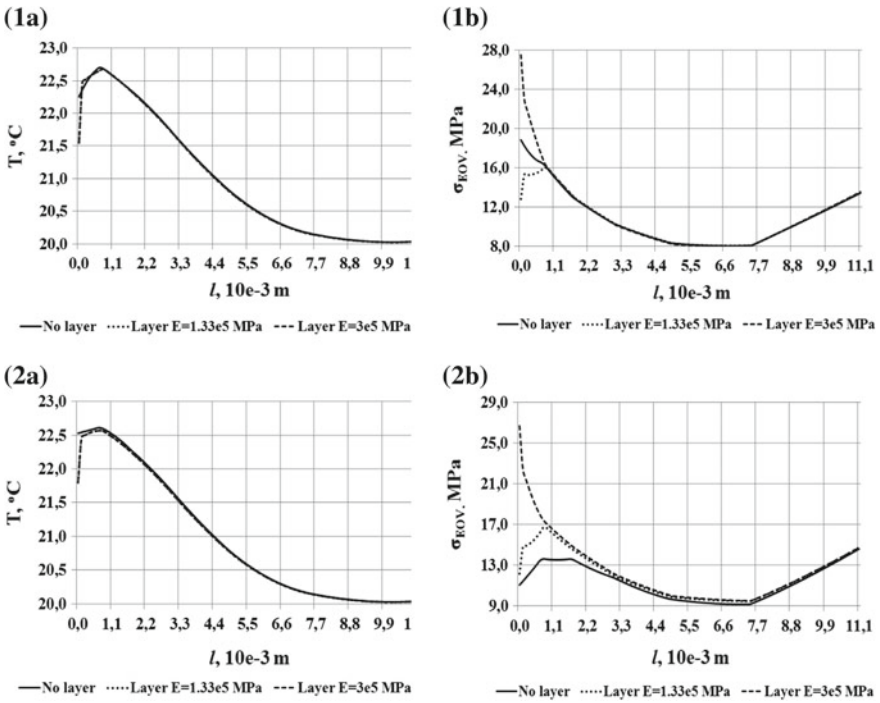 (1a)
23,0
22,5
22,0
21,5
21,0
20,5
20,0
T, °C
0,0 1,1 2,2 3,3 4,4 5,5 6,6 7,7 8,8 9,9 1
l, 10e-3 m
No layer Layer E=1.33e5 MPa Layer E=3e5 MPa
(1b)
28,0
24,0
20,0
16,0
12,0
8,0
σEOV. MPa
0,0 1,1 2,2 3,3 4,4 5,5 6,6 7,7 8,8 9,9 11,1
l, 10e-3 m
No layer Layer E=1.33e5 MPa Layer E=3e5 MPa
(2a)
23,0
22,5
22,0
21,5
21,0
20,5
20,0
T, °C
0,0 1,1 2,2 3,3 4,4 5,5 6,6 7,7 8,8 9,9 1
l, 10e-3 m
No layer Layer E=1.33e5 MPa Layer E=3e5 MPa
(2b)
29,0
25,0
21,0
17,0
13,0
9,0
σEOV. MPa
0,0 1,1 2,2 3,3 4,4 5,5 6,6 7,7 8,8 9,9 11,1
l, 10e-3 m
No layer Layer E=1.33e5 MPa Layer E=3e5 MPa